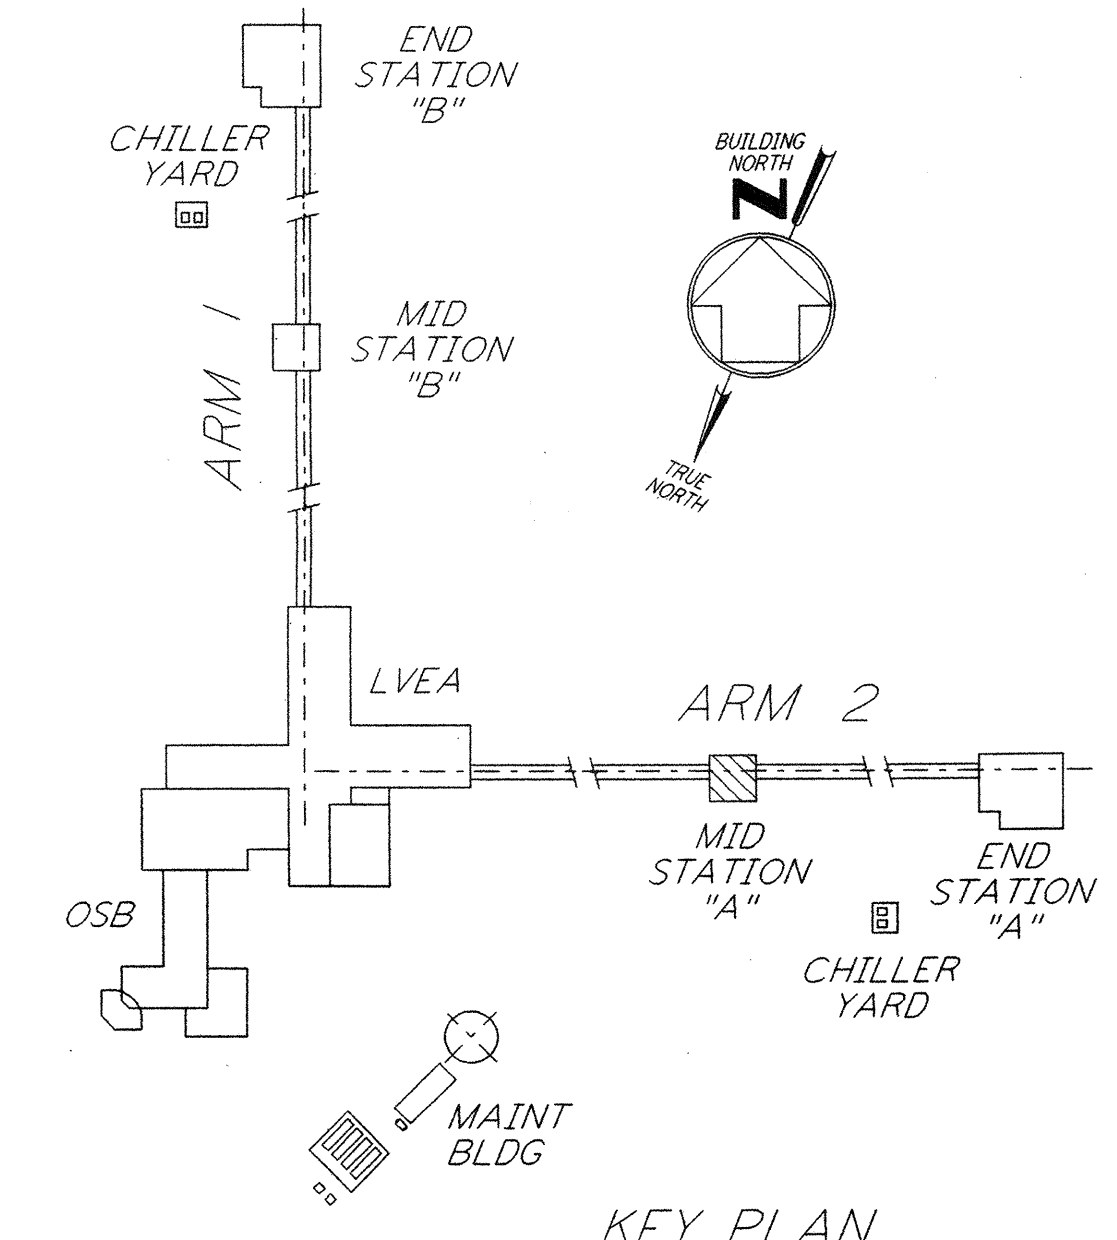 END
STATION
"B"
CHILLER
YARD
BUILDING
NORTH
N
MID
STATION
"B"
ARM 1
TRUE
NORTH
LVEA
ARM 2
MID
STATION
"A"
END
STATION
"A"
OSB
CHILLER
YARD
MAINT
BLDG
KEY PLAN